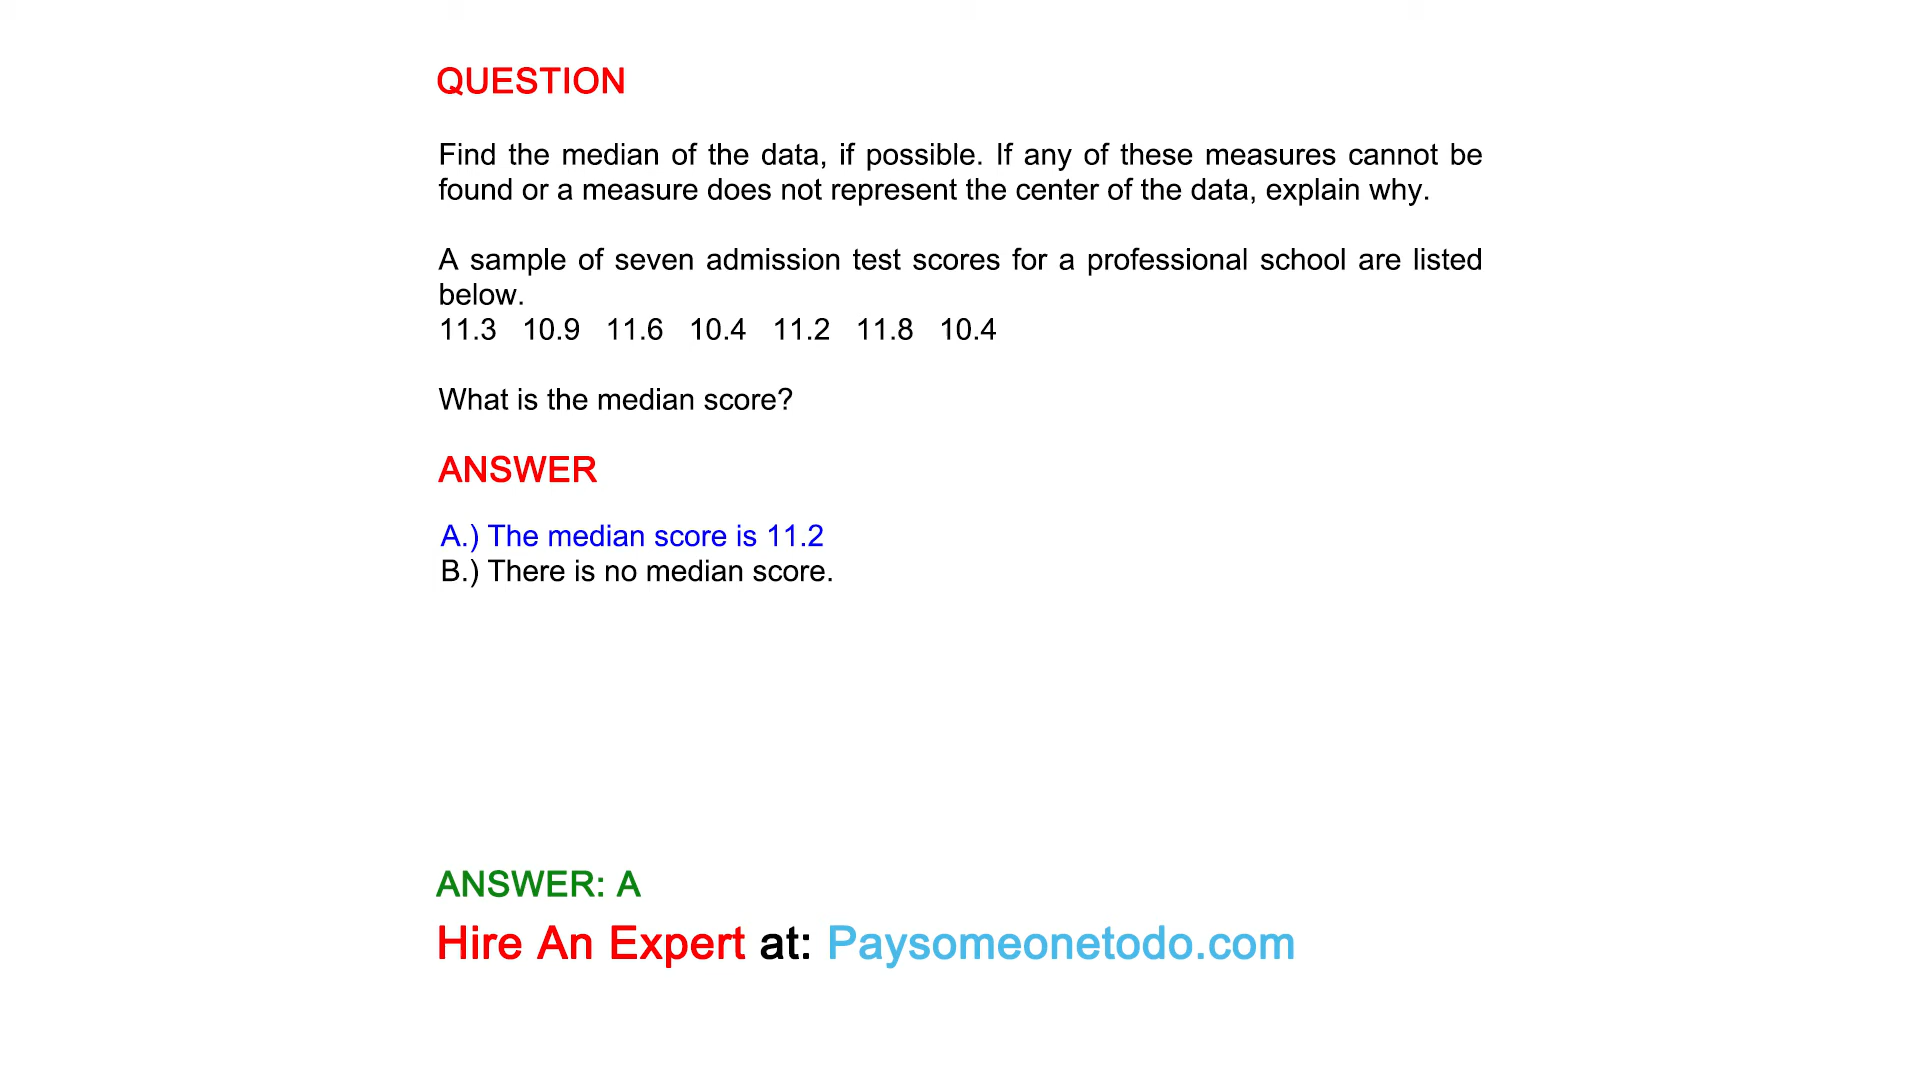 QUESTION
Find the median of the data, if possible. If any of these measures cannot be
found or a measure does not represent the center of the data, explain why.
A sample of seven admission test scores for a professional school are listed
below.
11.3 10.9 11.6 10.4 11.2 11.8 10.4
What is the median score?
ANSWER
A.) The median score is 11.2
B.) There is no median score.
ANSWER: A
Hire An Expert at: Paysomeonetodo.com